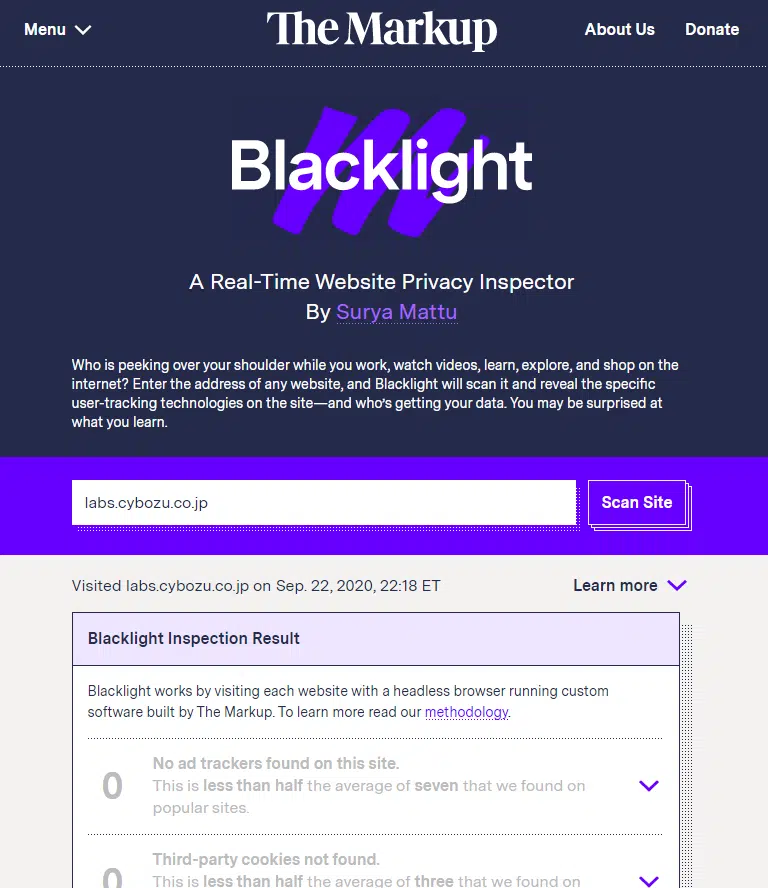 Menu
The Markup
About Us
Donate
Blacklight
A Real-Time Website Privacy Inspector
By Surya Mattu
Who is peeking over your shoulder while you work, watch videos, learn, explore, and shop on the
internet? Enter the address of any website, and Blacklight will scan it and reveal the specific
user-tracking technologies on the site—and who's getting your data. You may be surprised at
what you learn.
labs.cybozu.co.jp
Scan Site
Visited labs.cybozu.co.jp on Sep. 22, 2020, 22:18 ET
Learn more
Blacklight Inspection Result
Blacklight works by visiting each website with a headless browser running custom
software built by The Markup. To learn more read our methodology.
0
No ad trackers found on this site.
This is less than half the average of seven that we found on
popular sites.
0
Third-party cookies not found.
This is less than half the average of three that we found on